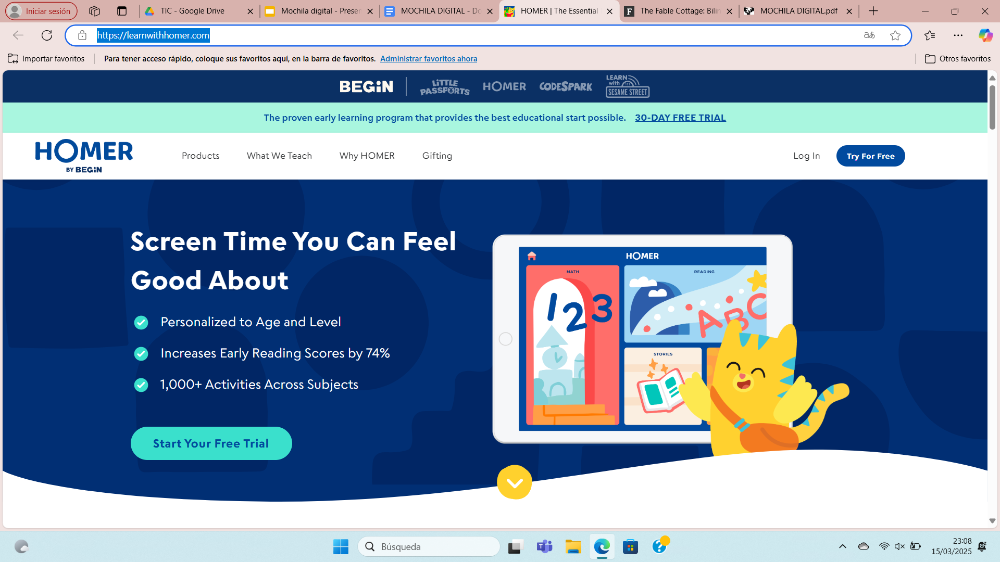 Iniciar sesión
TIC - Google Drive
Mochila digital - Presen
MOCHILA DIGITAL - Do
HOMER | The Essential
The Fable Cottage: Bilin
MOCHILA DIGITAL.pdf
https://learnwithhomer.com
Importar favoritos
Para tener acceso rápido, coloque sus favoritos aquí, en la barra de favoritos. Administrar favoritos ahora
Otros favoritos
BEGiN
LiTTLE PASSPORTS
HOMER
CODESPARK
LEARN with SESAME STREET
The proven early learning program that provides the best educational start possible. 30-DAY FREE TRIAL
HOMER
BY BEGiN
Products
What We Teach
Why HOMER
Gifting
Log In
Try For Free
Screen Time You Can Feel
Good About
Personalized to Age and Level
Increases Early Reading Scores by 74%
1,000+ Activities Across Subjects
Start Your Free Trial
HOMER
MATH
123
READING
ABC
STORIES
Búsqueda
23:08
15/03/2025